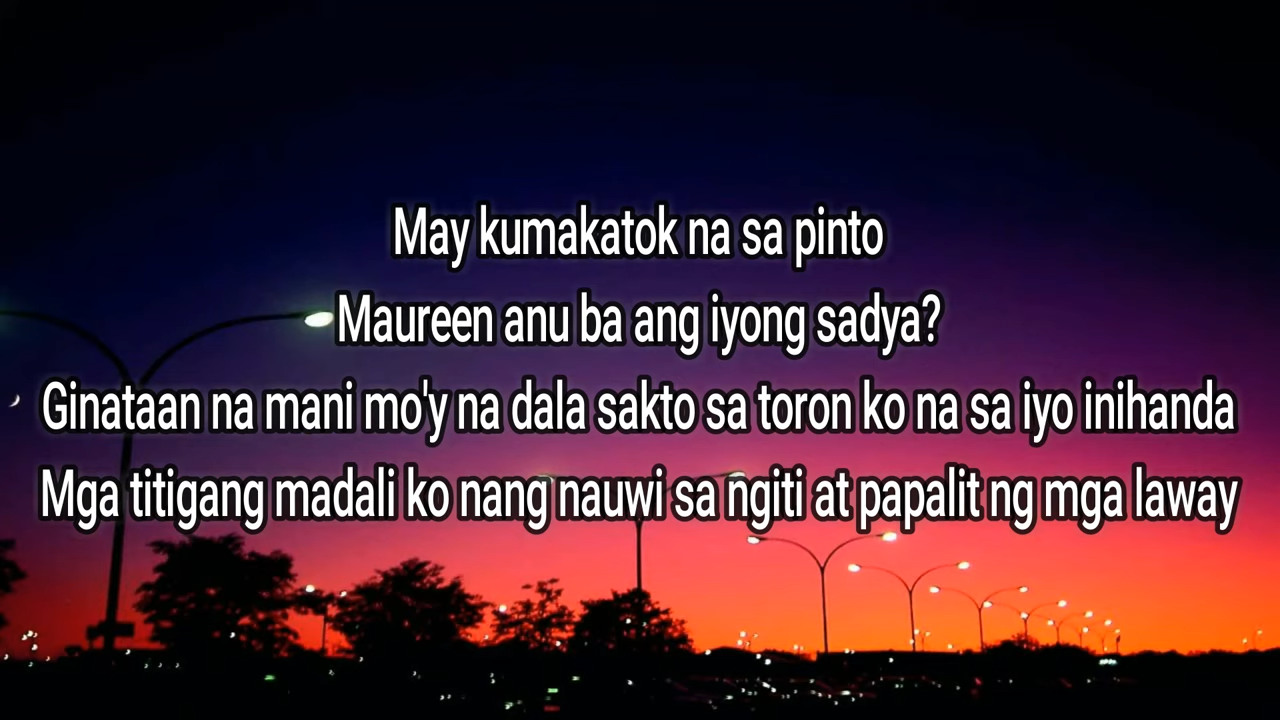 May kumakatok na sa pinto
Maureen anu ba ang iyong sadya?
Ginataan na mani mo'y na dala sakto sa toron ko na sa iyo inihanda
Mga titigang madali ko nang nauwi sa ngiti at papalit ng mga laway